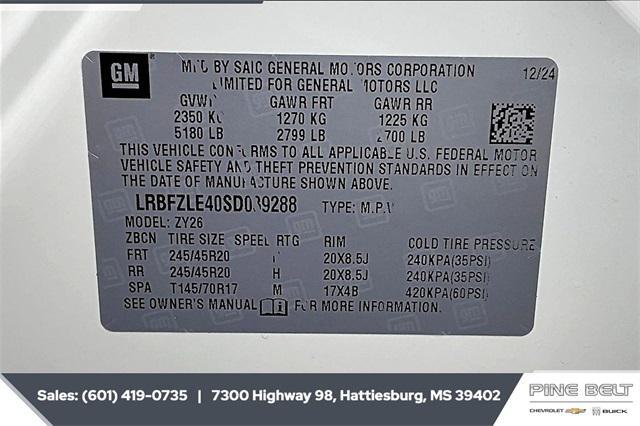 GM
MFD BY SAIC GENERAL MOTORS CORPORATION 12/24
LIMITED FOR GENERAL MOTORS LLC
GVWR GAWR FRT GAWR RR
2350 KG 1270 KG 1225 KG
5180 LB 2799 LB 2700 LB
THIS VEHICLE CONFORMS TO ALL APPLICABLE U.S. FEDERAL MOTOR
VEHICLE SAFETY AND THEFT PREVENTION STANDARDS IN EFFECT ON
THE DATE OF MANUFACTURE SHOWN ABOVE.
TYPE: M.P.V
MODEL: ZY26
ZBCN TIRE SIZE SPEED RTG RIM COLD TIRE PRESSURE
FRT 245/45R20 20X8.5J 240KPA(35PSI)
RR 245/45R20 H 20X8.5J 240KPA(35PSI)
SPA T145/70R17 M 17X4B 420KPA(60PSI)
SEE OWNER'S MANUAL FOR MORE INFORMATION
Sales: (601) 419-0735 | 7300 Highway 98, Hattiesburg, MS 39402
PINE BELT
CHEVROLET BUICK